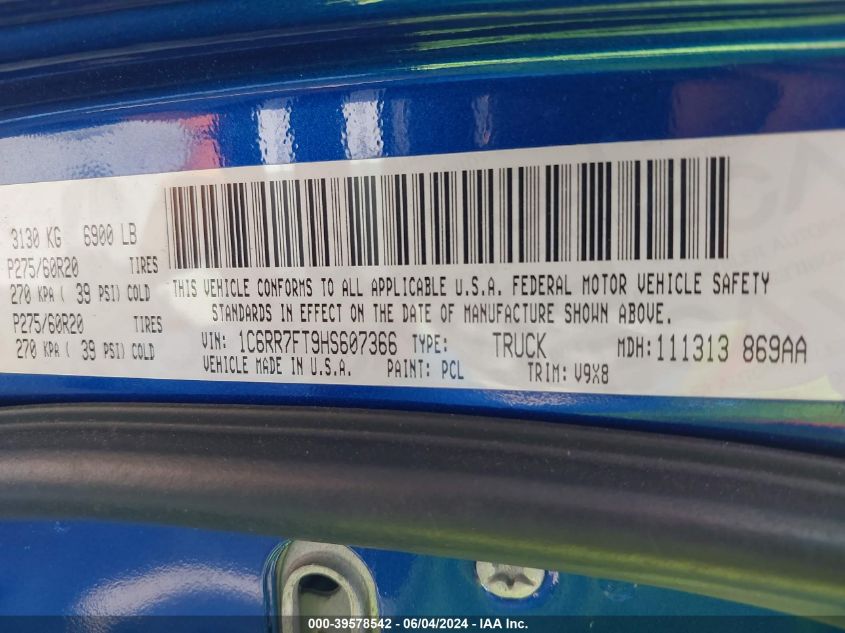 3130 KG 6900 LB
P275/60R20 TIRES
270 KPA ( 39 PSI) COLD
P275/60R20 TIRES
270 KPA ( 39 PSI) COLD
THIS VEHICLE CONFORMS TO ALL APPLICABLE U.S.A. FEDERAL MOTOR VEHICLE SAFETY
STANDARDS IN EFFECT ON THE DATE OF MANUFACTURE SHOWN ABOVE.
VIN: 1C6RR7FT9HS607366 TYPE: TRUCK MDH:111313 869AA
VEHICLE MADE IN U.S.A. PAINT: PCL TRIM: V9X8
000-39578542 - 06/04/2024 - IAA Inc.